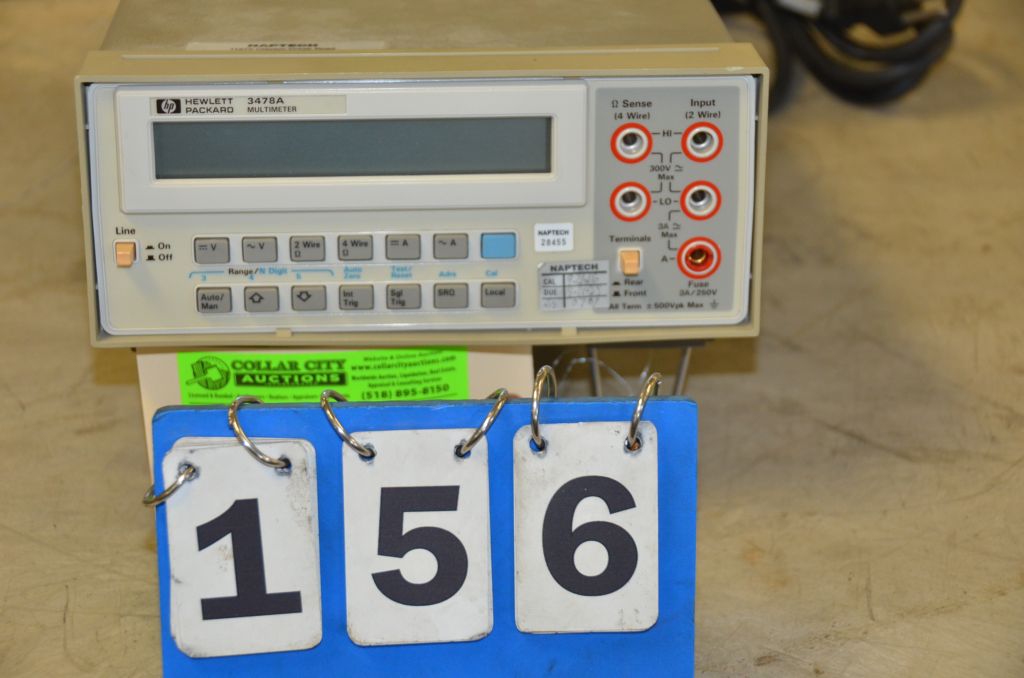 NAPTECH
hp HEWLETT PACKARD 3478A MULTIMETER
Ω Sense (4 Wire)
Input (2 Wire)
HI
300V Max
LO
3A Max
A
Fuse 3A/250V
Terminals
Rear
Front
All Term ±500Vpk Max
Line
On
Off
V
~ V
2 Wire Ω
4 Wire Ω
A
~ A
NAPTECH
28455
Range/N Digit
3 4 5
Auto Zero
Test/Reset
Adrs
Cal
Auto/Man
Int Trig
Sgl Trig
SRQ
Local
NAPTECH
CAL
DUE
COLLAR CITY
AUCTIONS
www.collarcityauctions.com
(518) 895-8150
1 5 6